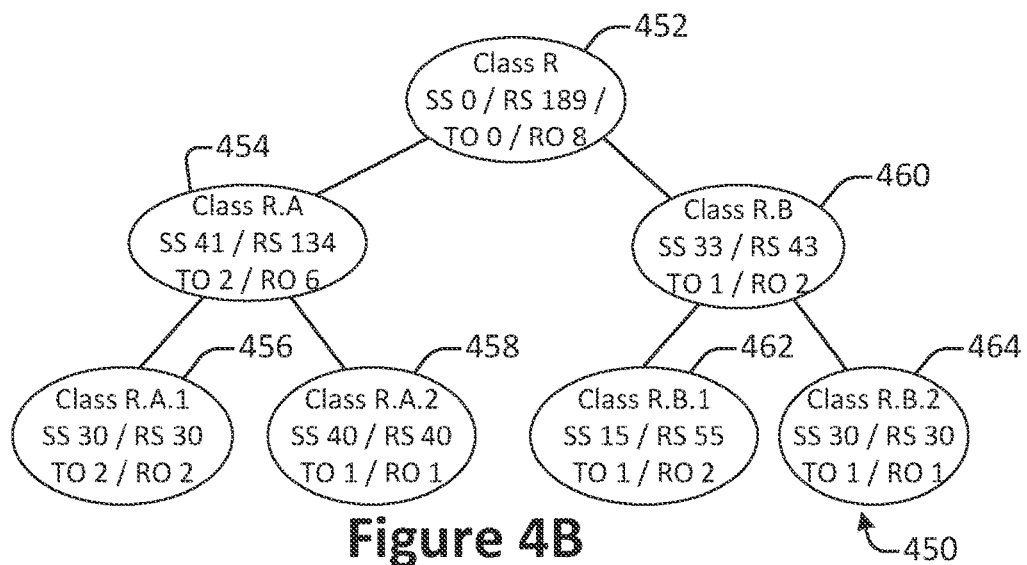 452
Class R
SS 0 / RS 189 /
TO 0 / RO 8
454
Class R.A
SS 41 / RS 134
TO 2 / RO 6
460
Class R.B
SS 33 / RS 43
TO 1 / RO 2
456
Class R.A.1
SS 30 / RS 30
TO 2 / RO 2
458
Class R.A.2
SS 40 / RS 40
TO 1 / RO 1
462
Class R.B.1
SS 15 / RS 55
TO 1 / RO 2
464
Class R.B.2
SS 30 / RS 30
TO 1 / RO 1
Figure 4B
450